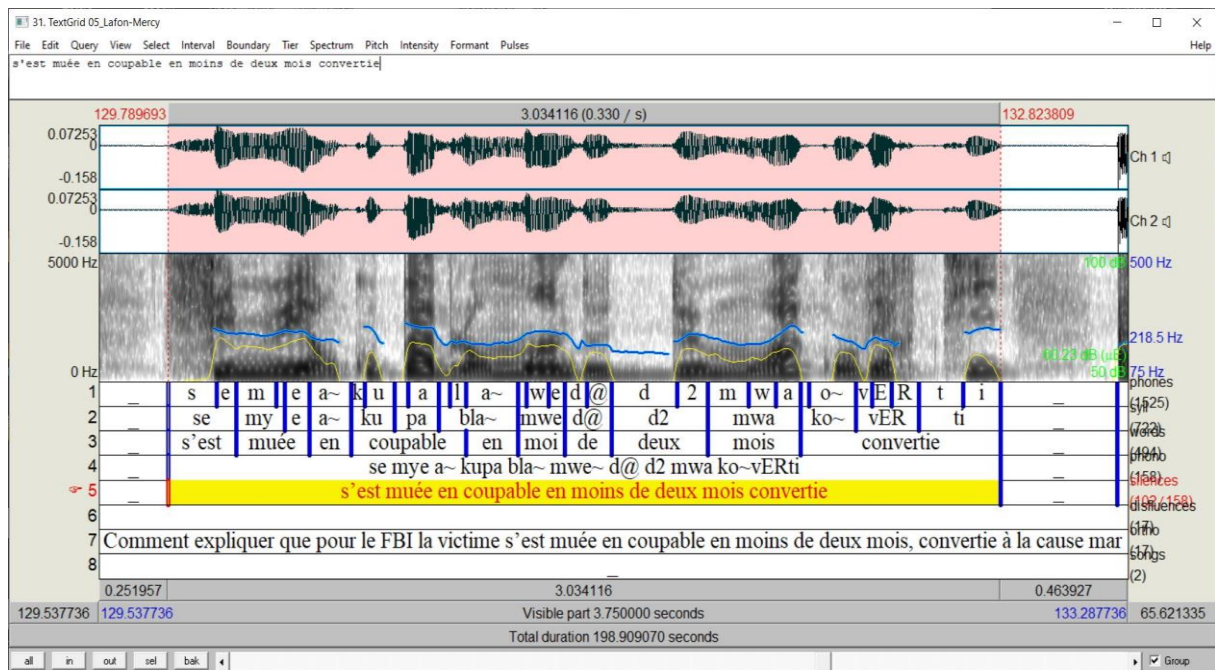 31. TextGrid 05_Lafon-Mercy
File Edit Query View Select Interval Boundary Tier Spectrum Pitch Intensity Formant Pulses Help
s'est muée en coupable en moins de deux mois convertie
129.789693 3.034116 (0.330 / s) 132.823809
0.07253
0
-0.158
Ch 1
0.07253
0
-0.158
Ch 2
5000 Hz 100 dB 500 Hz
218.5 Hz
60.23 dB (µE)
0 Hz 50 dB 75 Hz
1 _ s e m e a~ k u a l a~ w e d @ d 2 m w a o~ v E R t i _ phones (1525)
2 _ se my e a~ ku pa bla~ mwe d@ d2 mwa ko~ vER ti _ syll (722)
3 _ s'est muée en coupable en moi de deux mois convertie _ words (494)
4 _ se mye a~ kupa bla~ mwe~ d@ d2 mwa ko~vERti _ phono (158)
5 _ s'est muée en coupable en moins de deux mois convertie _ silences (102 / 158)
6 disfluences (17)
7 Comment expliquer que pour le FBI la victime s'est muée en coupable en moins de deux mois, convertie à la cause mar ortho (17)
8 _ songs (2)
0.251957 3.034116 0.463927
129.537736 129.537736 Visible part 3.750000 seconds 133.287736 65.621335
Total duration 198.909070 seconds
all in out sel bak Group